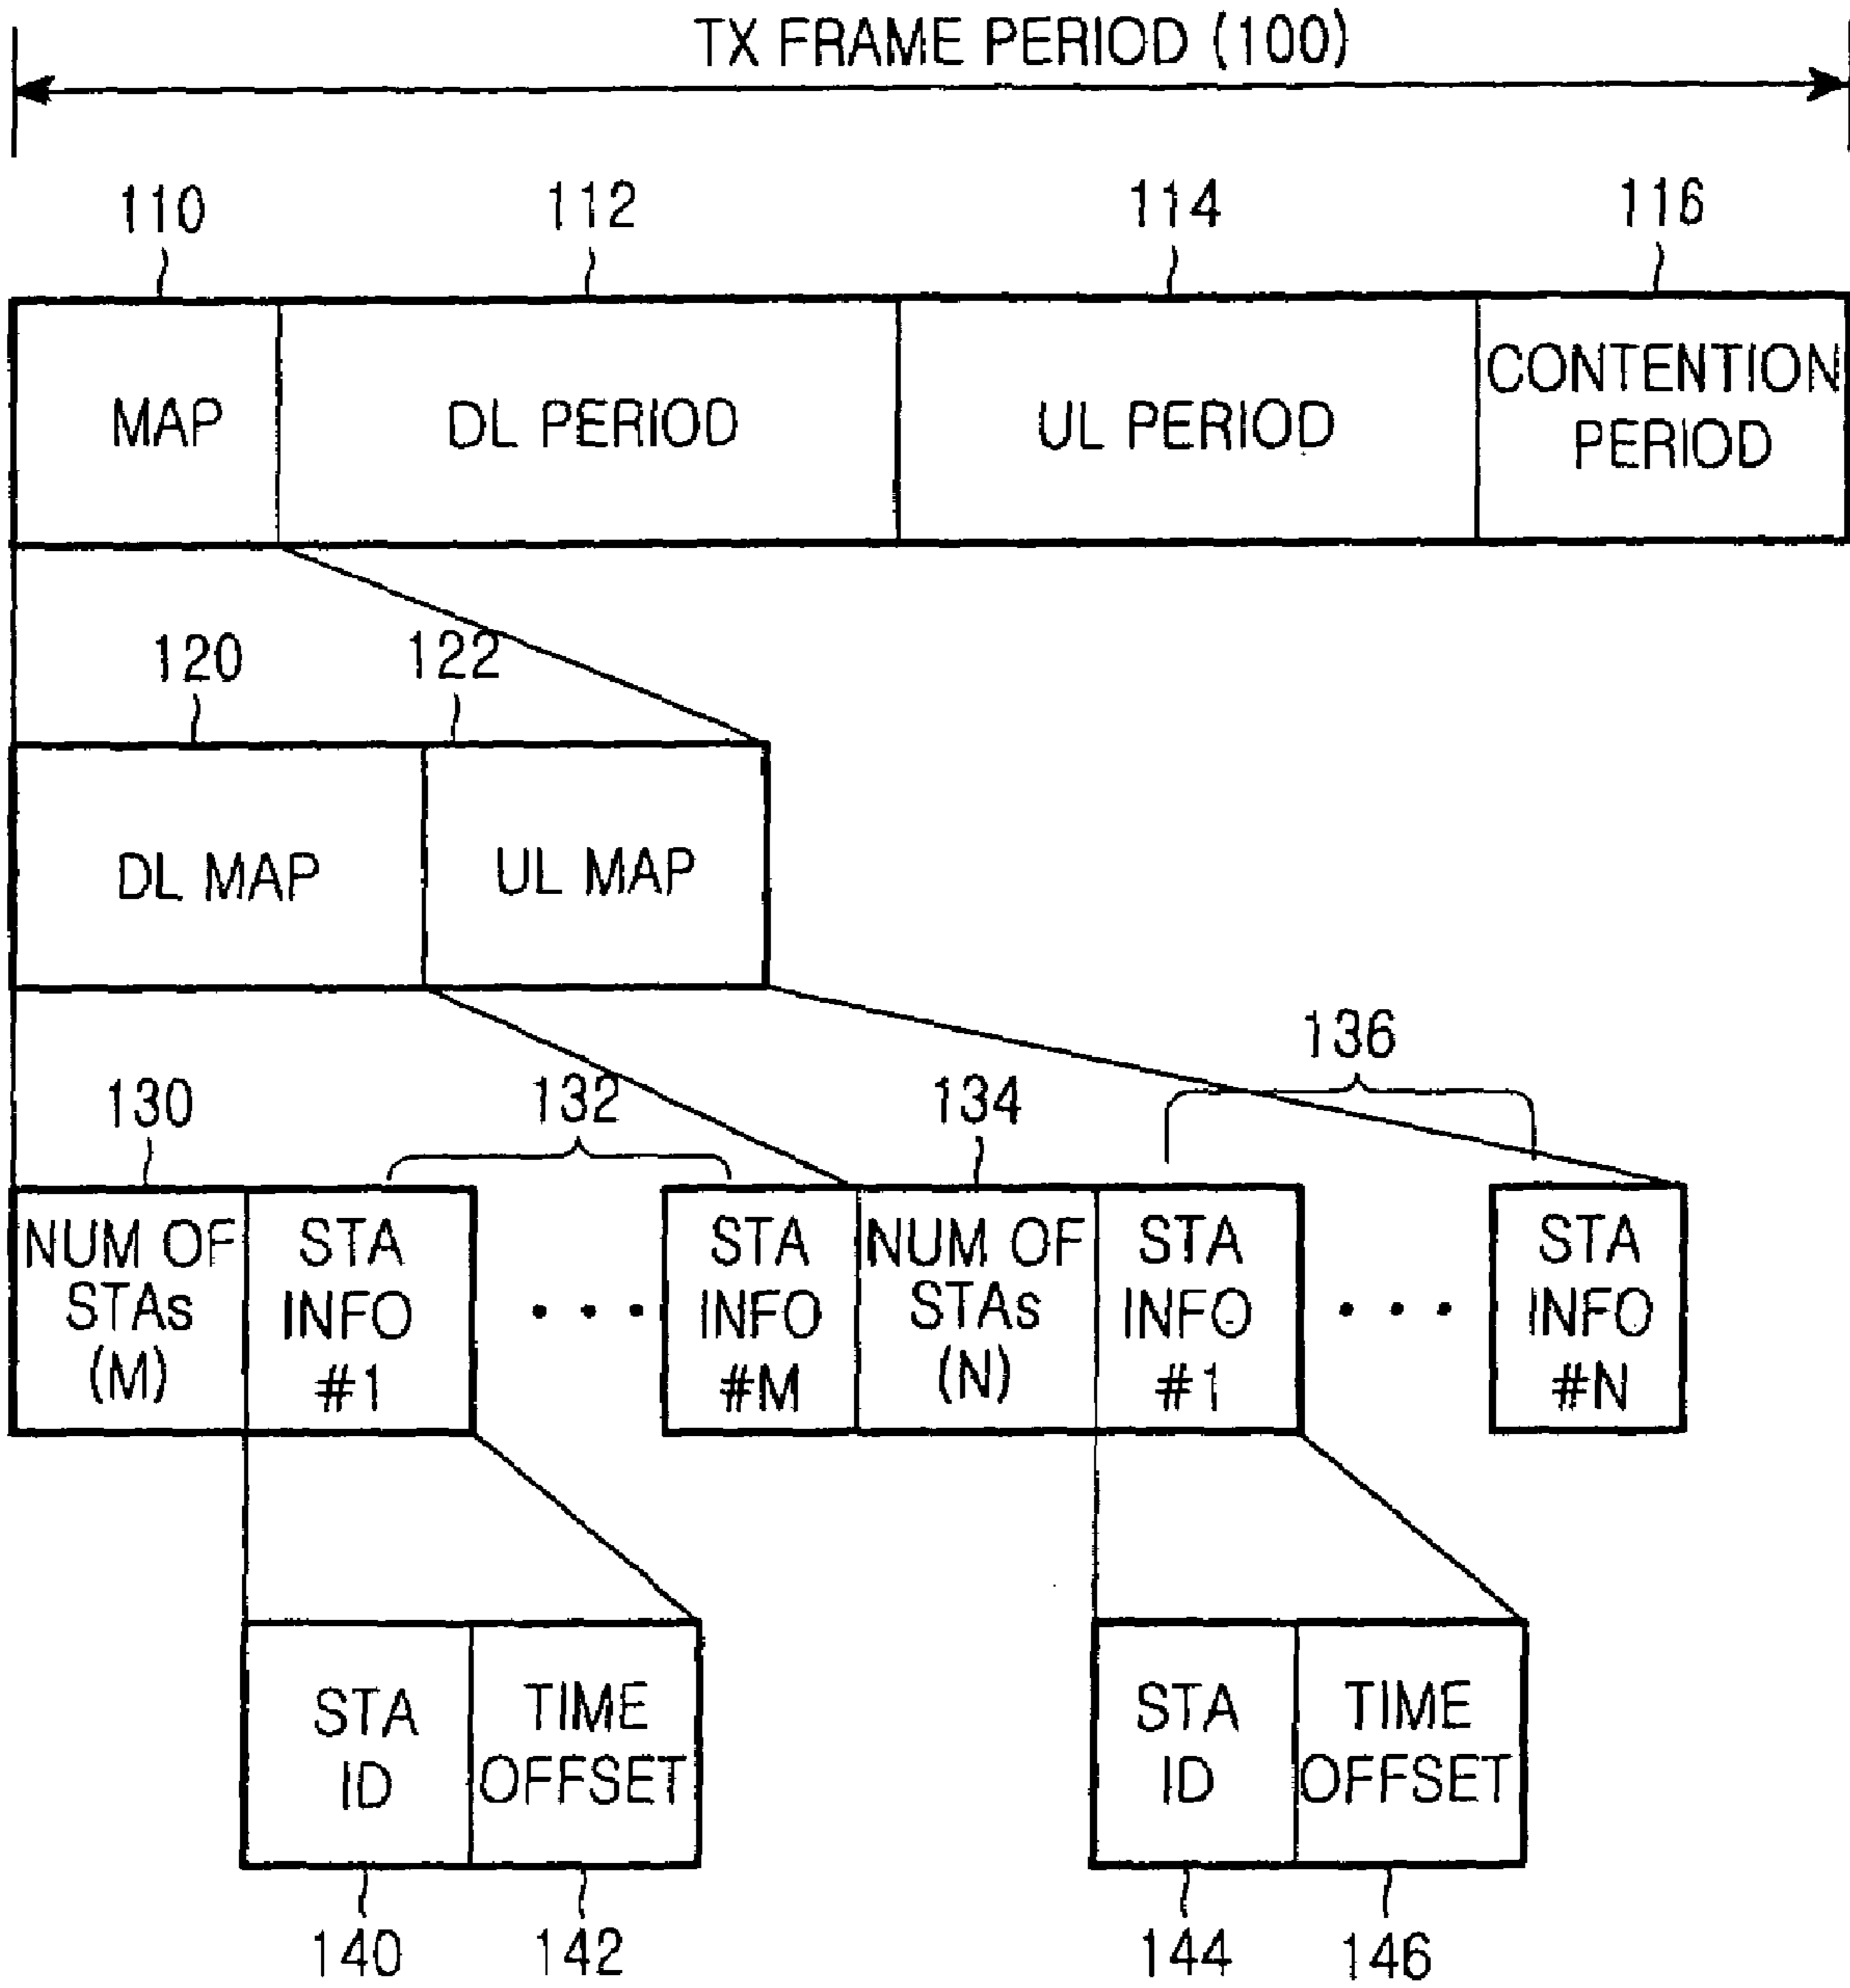 TX FRAME PERIOD (100)
110
112
114
116
MAP
DL PERIOD
UL PERIOD
CONTENTION
PERIOD
120
122
DL MAP
UL MAP
130
132
134
136
NUM OF
STAs
(M)
STA
INFO
#1
• • •
STA
INFO
#M
NUM OF
STAs
(N)
STA
INFO
#1
• • •
STA
INFO
#N
STA
ID
TIME
OFFSET
STA
ID
TIME
OFFSET
140
142
144
146